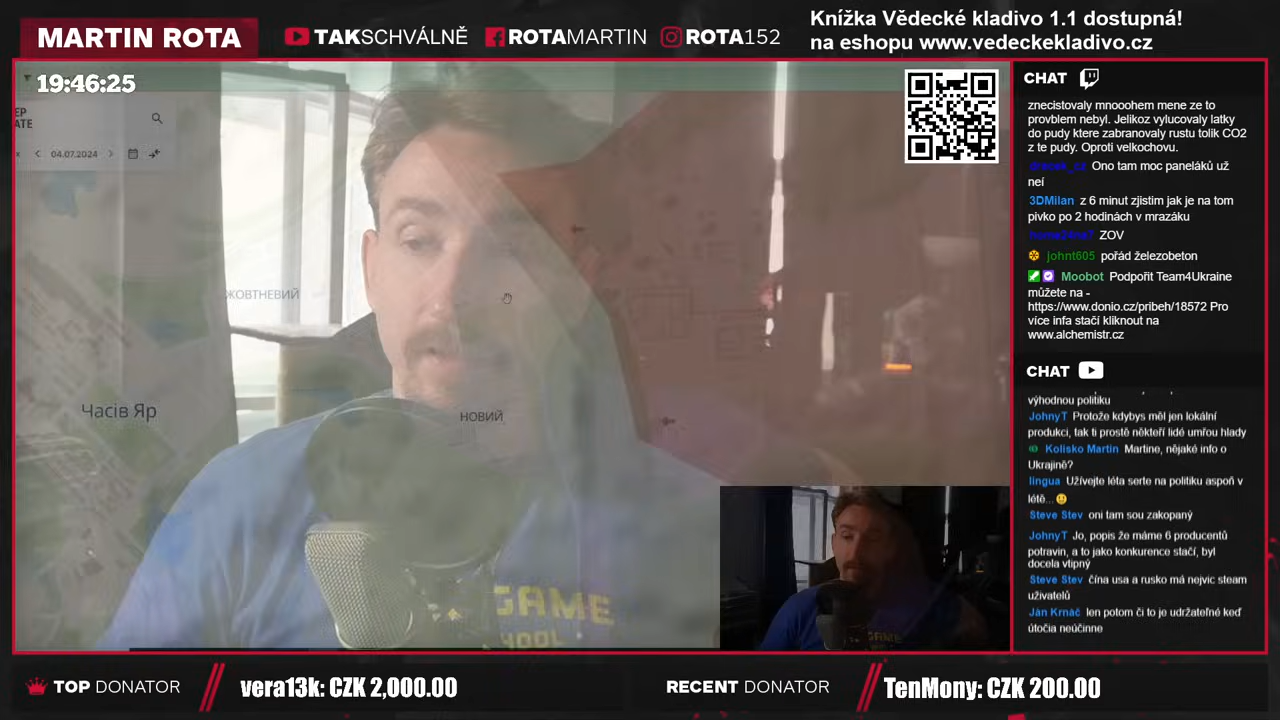 MARTIN ROTA
TAKSCHVÁLNĚ
ROTAMARTIN
ROTA152
Knížka Vědecké kladivo 1.1 dostupná!
na eshopu www.vedeckekladivo.cz
19:46:25
EP
ATE
04.07.2024
ЖОВТНЕВИЙ
Часів Яр
НОВИЙ
GAME
CHAT
znecistovaly mnooohem mene ze to
provblem nebyl. Jelikoz vylucovaly latky
do pudy ktere zabranovaly rustu tolik CO2
z te pudy. Oproti velkochovu.
Ono tam moc paneláků už
neí
3DMilan z 6 minut zjistim jak je na tom
pivko po 2 hodinách v mrazáku
ZOV
johnt605 pořád železobeton
Moobot Podpořit Team4Ukraine
můžete na -
https://www.donio.cz/pribeh/18572 Pro
více infa stačí kliknout na
www.alchemistr.cz
CHAT
výhodnou politiku
JohnyT Protože kdybys měl jen lokální
produkci, tak ti prostě někteří lidé umřou hlady
Kolisko Martin Martine, nějaké info o
Ukrajině?
lingua Užívejte léta serte na politiku aspoň v
létě...
Steve Stev oni tam sou zakopaný
JohnyT Jo, popis že máme 6 producentů
potravin, a to jako konkurence stačí, byl
docela vtipný
Steve Stev čína usa a rusko má nejvic steam
uživatelů
Ján Krnáč len potom či to je udržateľné keď
útočia neúčinne
TOP DONATOR
vera13k: CZK 2,000.00
RECENT DONATOR
TenMony: CZK 200.00